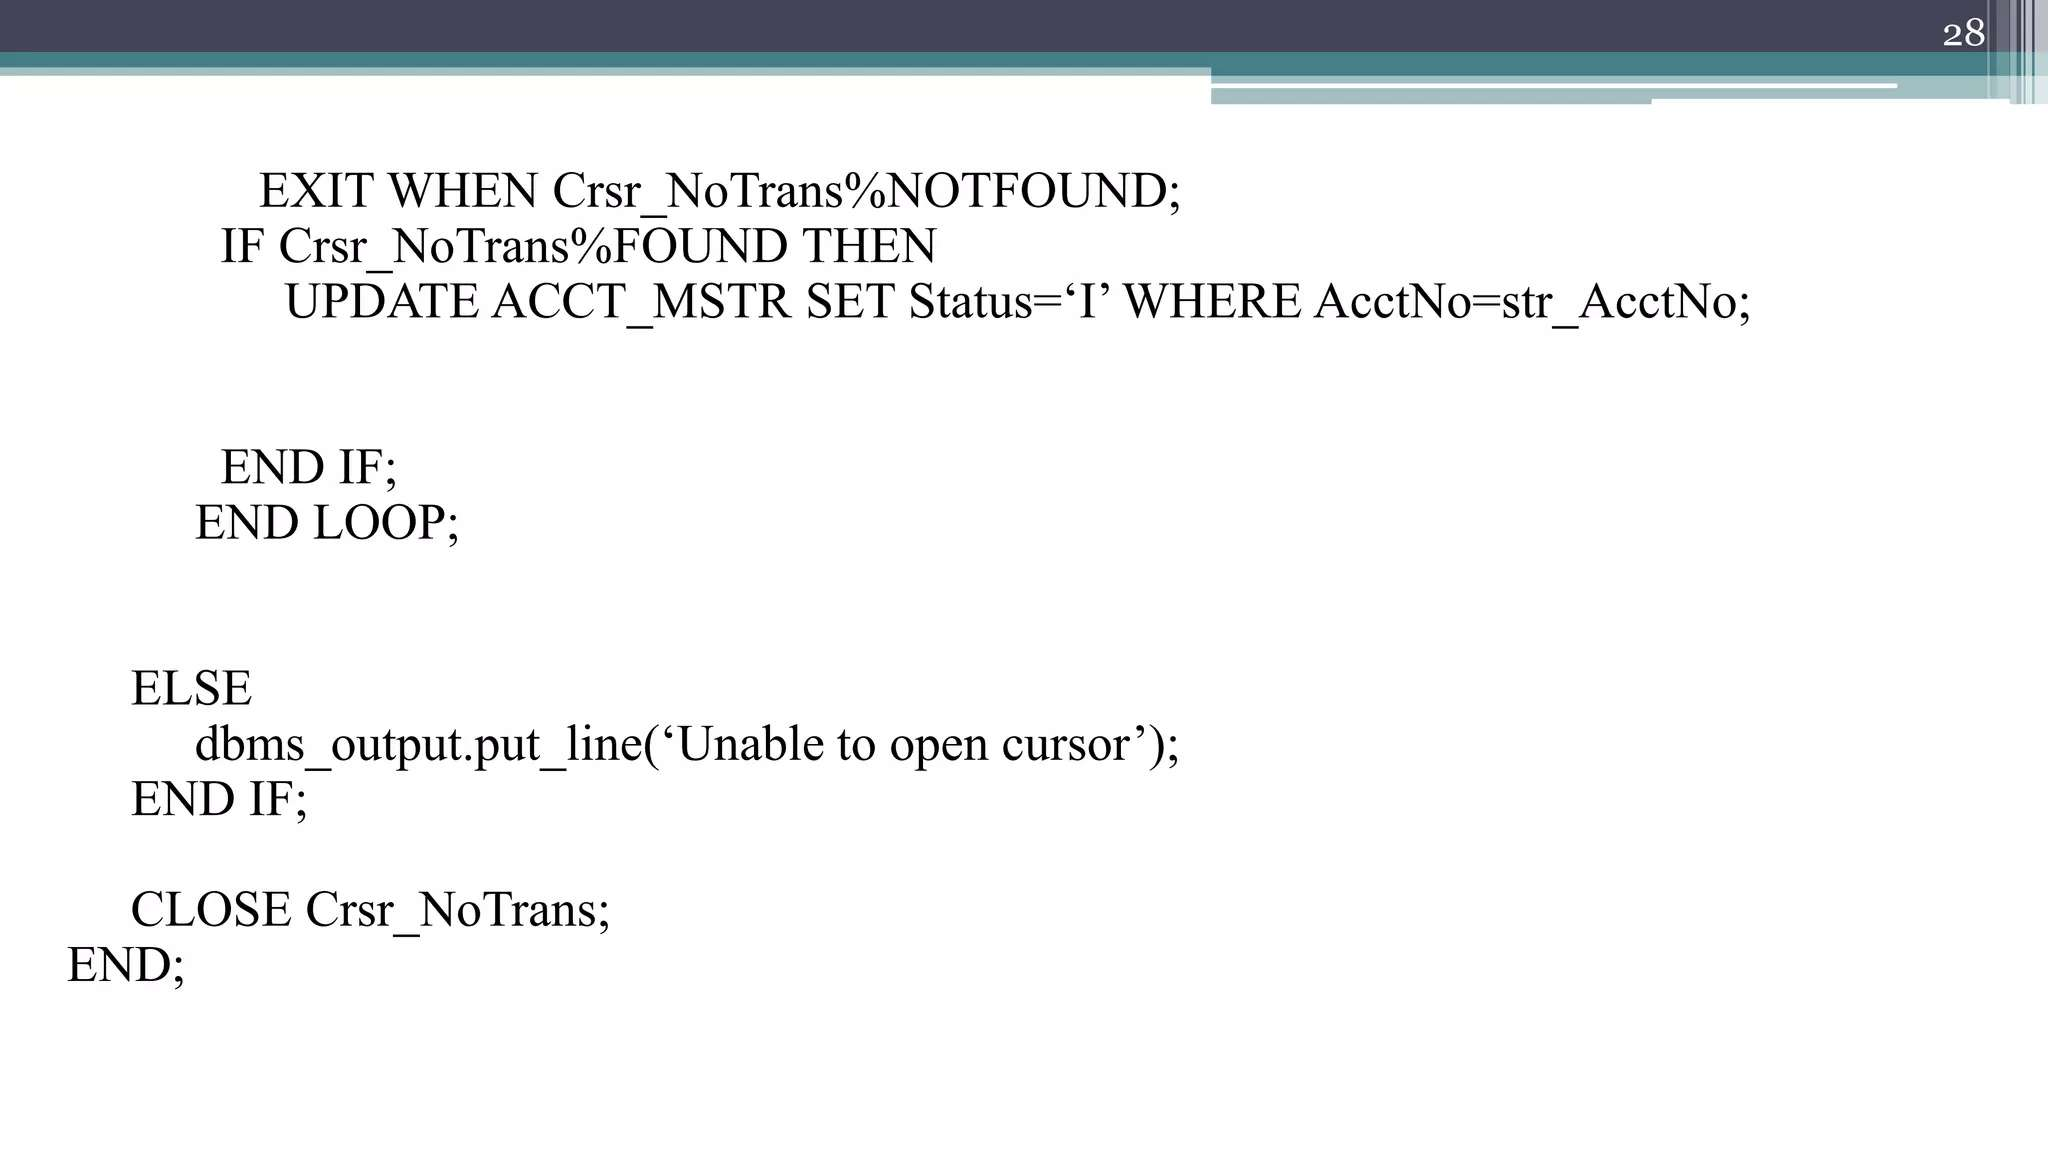 28
EXIT WHEN Crsr_NoTrans%NOTFOUND;
IF Crsr_NoTrans%FOUND THEN
UPDATE ACCT_MSTR SET Status=‘I’ WHERE AcctNo=str_AcctNo;
END IF;
END LOOP;
ELSE
dbms_output.put_line(‘Unable to open cursor’);
END IF;
CLOSE Crsr_NoTrans;
END;